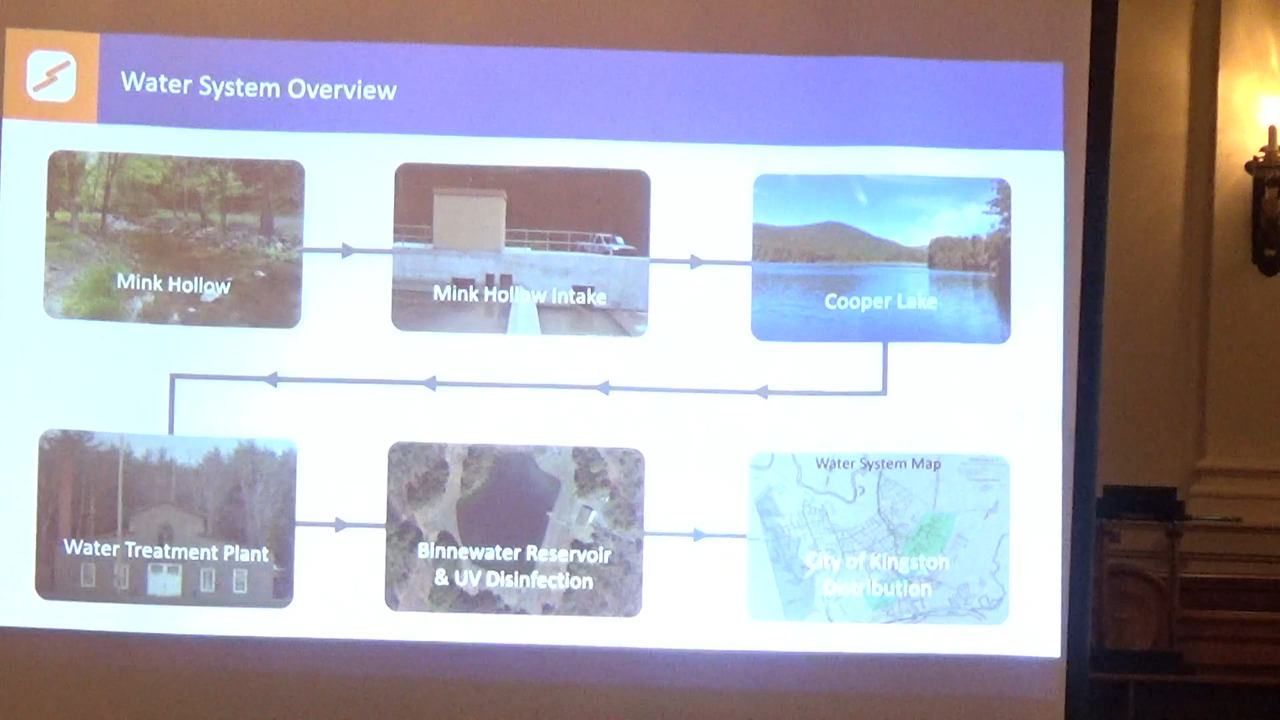 Water System Overview
Mink Hollow
Mink Hollow Intake
Cooper Lake
Water Treatment Plant
Binnewater Reservoir
& UV Disinfection
Water System Map
City of Kingston
Distribution